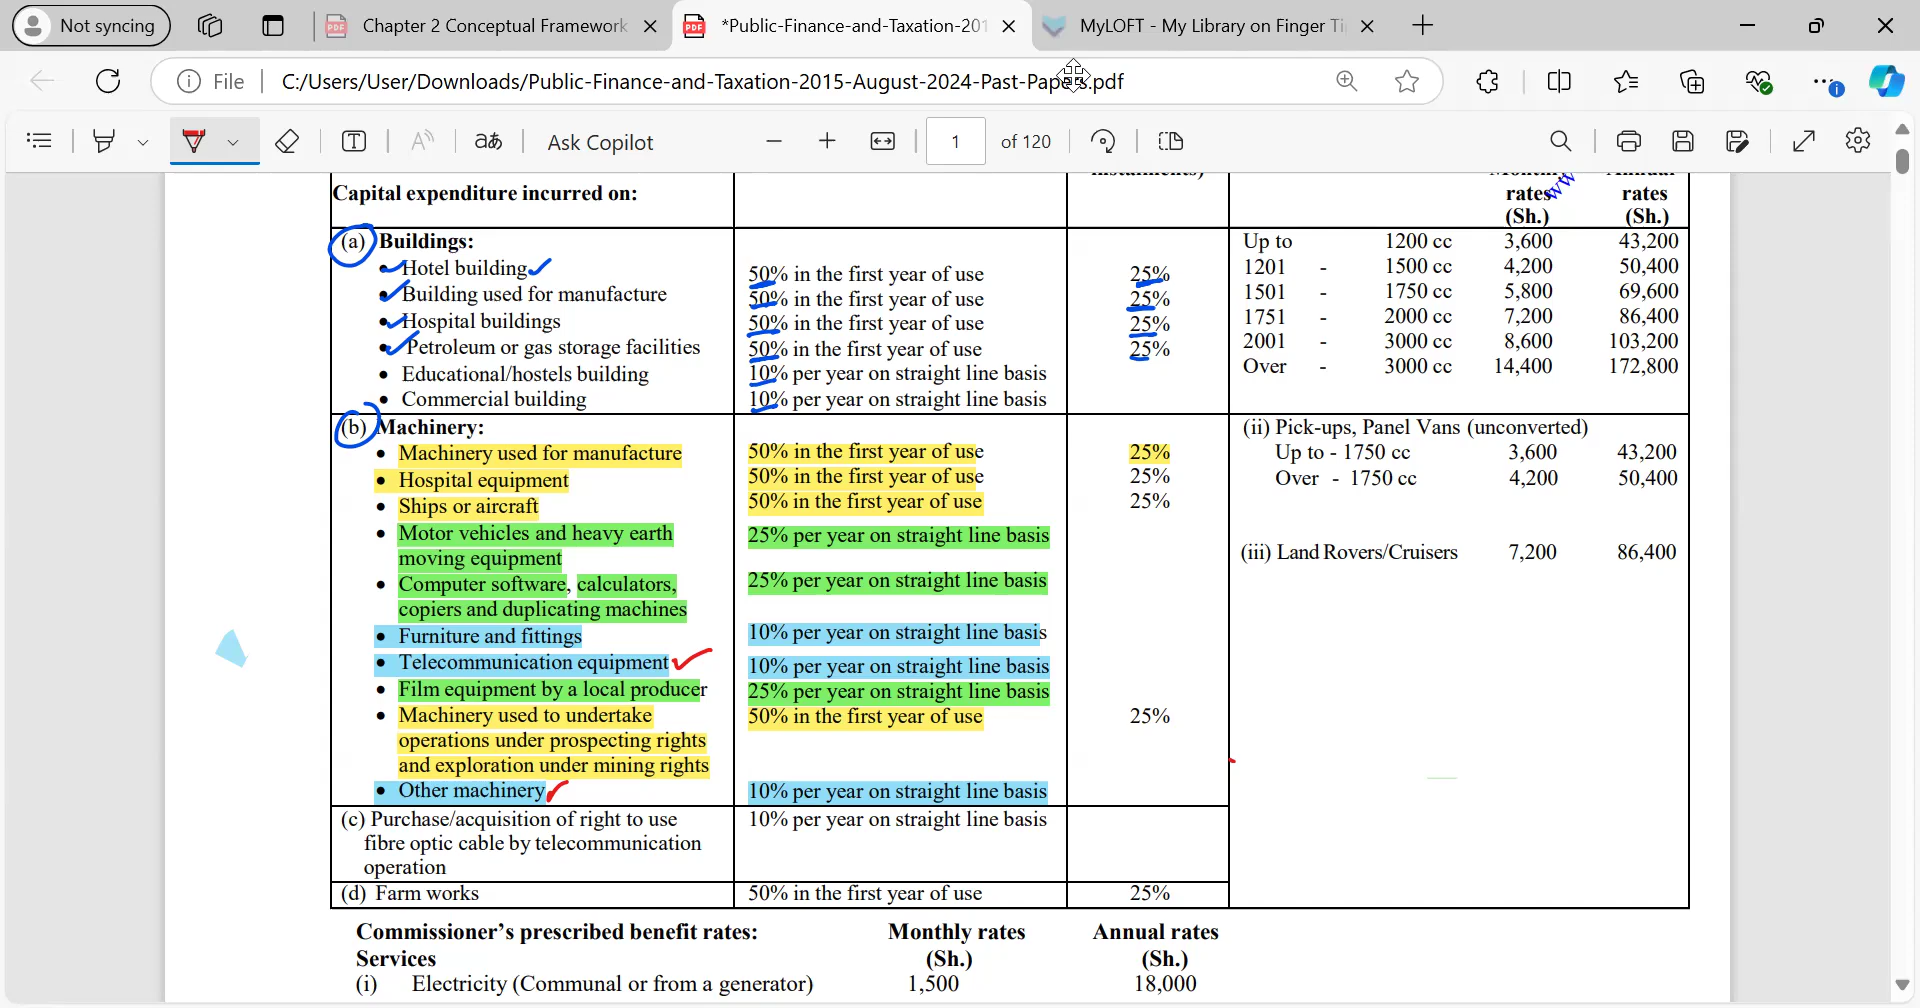 Not syncing
Chapter 2 Conceptual Framework
*Public-Finance-and-Taxation-201
MyLOFT - My Library on Finger Ti
File
C:/Users/User/Downloads/Public-Finance-and-Taxation-2015-August-2024-Past-Papers.pdf
Ask Copilot
1 of 120
Capital expenditure incurred on:
rates rates
(Sh.) (Sh.)
www
(a) Buildings:
Up to 1200 cc 3,600 43,200
• Hotel building 50% in the first year of use 25%
1201 - 1500 cc 4,200 50,400
• Building used for manufacture 50% in the first year of use 25%
1501 - 1750 cc 5,800 69,600
• Hospital buildings 50% in the first year of use 25%
1751 - 2000 cc 7,200 86,400
• Petroleum or gas storage facilities 50% in the first year of use 25%
2001 - 3000 cc 8,600 103,200
• Educational/hostels building 10% per year on straight line basis
Over - 3000 cc 14,400 172,800
• Commercial building 10% per year on straight line basis
(b) Machinery:
(ii) Pick-ups, Panel Vans (unconverted)
• Machinery used for manufacture 50% in the first year of use 25%
Up to - 1750 cc 3,600 43,200
• Hospital equipment 50% in the first year of use 25%
Over - 1750 cc 4,200 50,400
• Ships or aircraft 50% in the first year of use 25%
• Motor vehicles and heavy earth 25% per year on straight line basis
moving equipment
(iii) Land Rovers/Cruisers 7,200 86,400
• Computer software, calculators, 25% per year on straight line basis
copiers and duplicating machines
• Furniture and fittings 10% per year on straight line basis
• Telecommunication equipment 10% per year on straight line basis
• Film equipment by a local producer 25% per year on straight line basis
• Machinery used to undertake 50% in the first year of use 25%
operations under prospecting rights
and exploration under mining rights
• Other machinery 10% per year on straight line basis
(c) Purchase/acquisition of right to use 10% per year on straight line basis
fibre optic cable by telecommunication
operation
(d) Farm works 50% in the first year of use 25%
Commissioner's prescribed benefit rates: Monthly rates Annual rates
Services (Sh.) (Sh.)
(i) Electricity (Communal or from a generator) 1,500 18,000